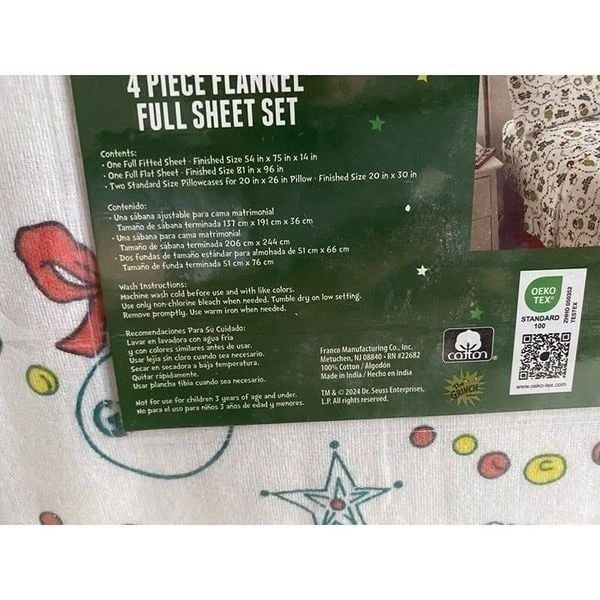 4 PIECE FLANNEL
FULL SHEET SET
Contents:
• One Full Fitted Sheet - Finished Size 54 in x 75 in x 14 in
• One Full Flat Sheet - Finished Size 81 in x 96 in
• Two Standard Size Pillowcases for 20 in x 26 in Pillow - Finished Size 20 in x 30 in
Contenido:
• Una sábana ajustable para cama matrimonial
Tamaño de sábana terminada 137 cm x 191 cm x 36 cm
• Una sábana para cama matrimonial
Tamaño de sábana terminada 206 cm x 244 cm
• Dos fundas de tamaño estándar para almohada de 51 cm x 66 cm
Tamaño de funda terminada 51 cm x 76 cm
Wash Instructions:
Machine wash cold before use and with like colors.
Use only non-chlorine bleach when needed. Tumble dry on low setting.
Remove promptly. Use warm iron when needed.
Recomendaciones Para Su Cuidado:
Lavar en lavadora con agua fría
y con colores similares antes de usar.
Usar lejía sin cloro cuando sea necesario.
Secar en secadora a baja temperatura.
Quitar rápidamente.
Usar plancha tibia cuando sea necesario.
Not for use for children 3 years of age and under.
No para el uso para niños 3 años de edad y menores.
Franco Manufacturing Co., Inc.
Metuchen, NJ 08840 • RN #22682
100% Cotton / Algodón
Made in India / Hecho en India
TM & © 2024 Dr. Seuss Enterprises,
L.P. All rights reserved.
cotton
GRINCH
OEKO
TEX®
STANDARD
100
ZHHO 050352
TESTEX
www.oeko-tex.com